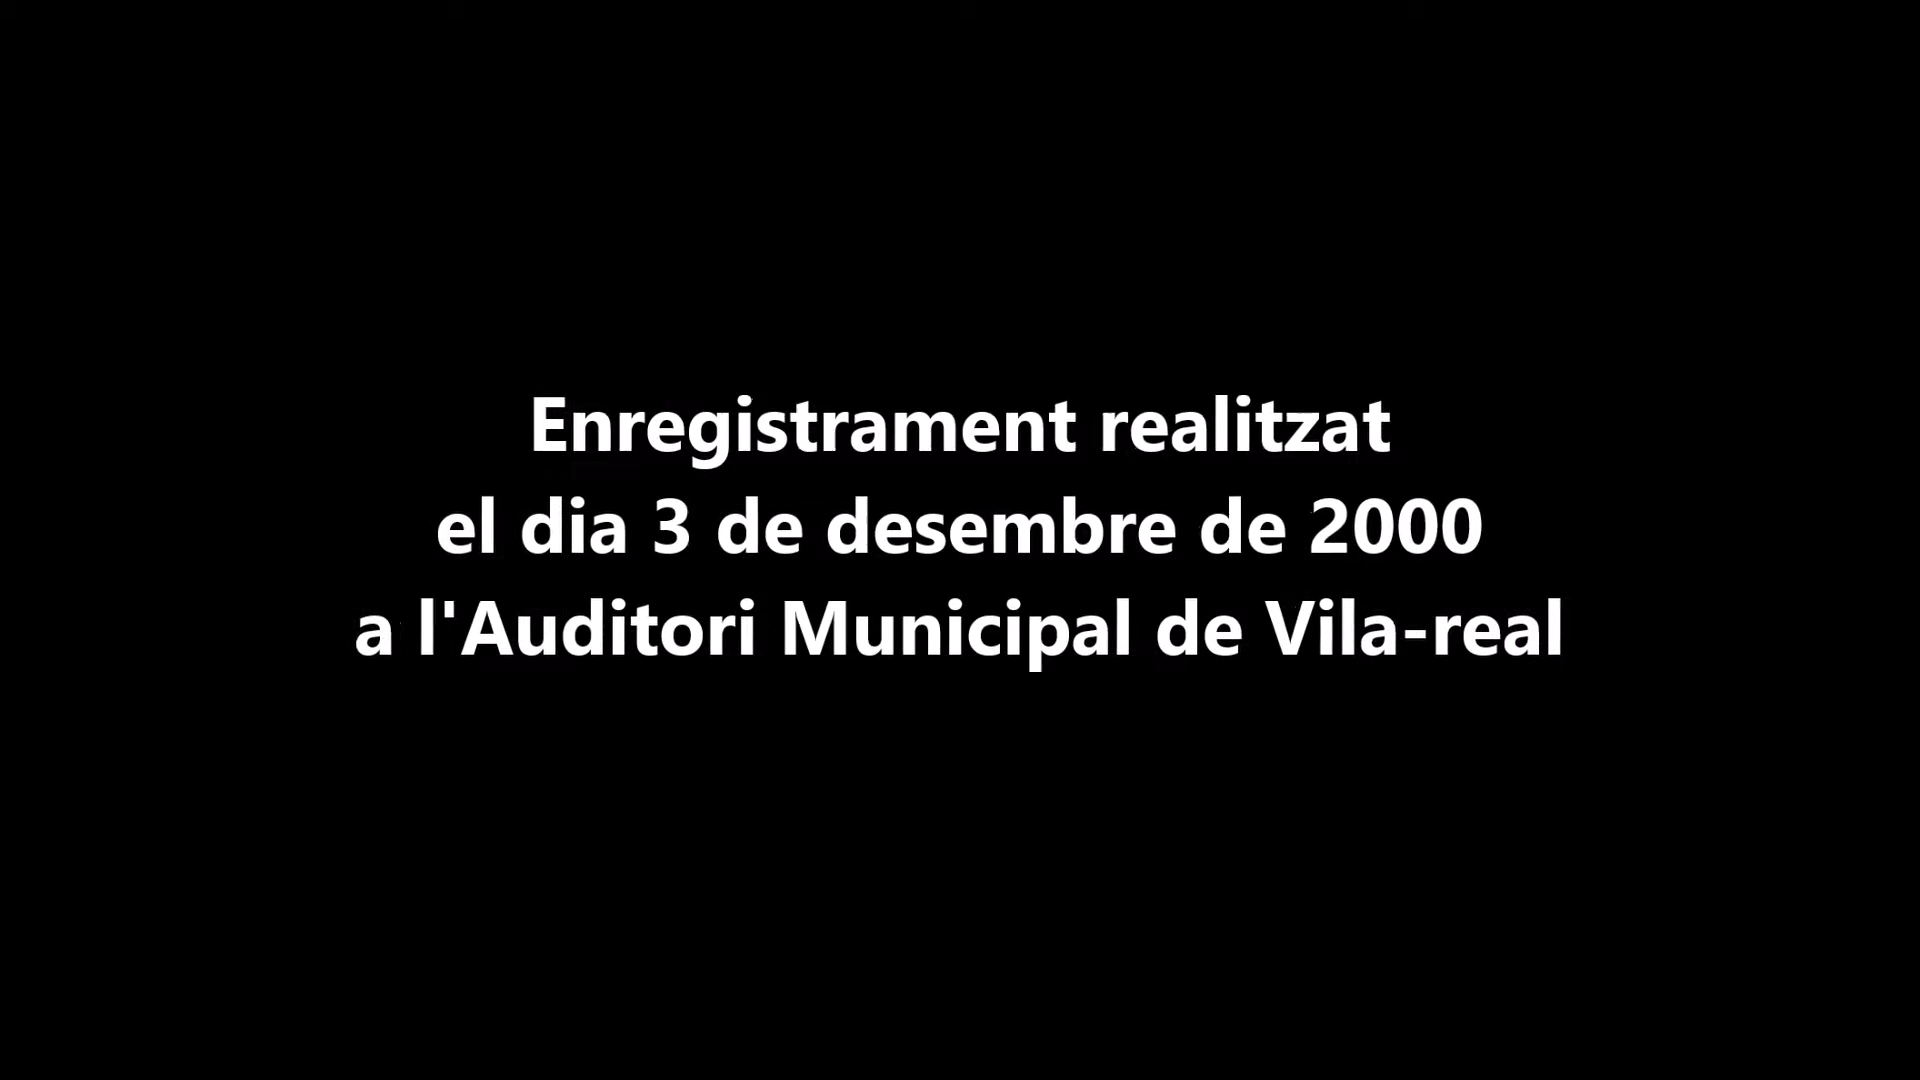 Enregistrament realitzat
el dia 3 de desembre de 2000
a l'Auditori Municipal de Vila-real